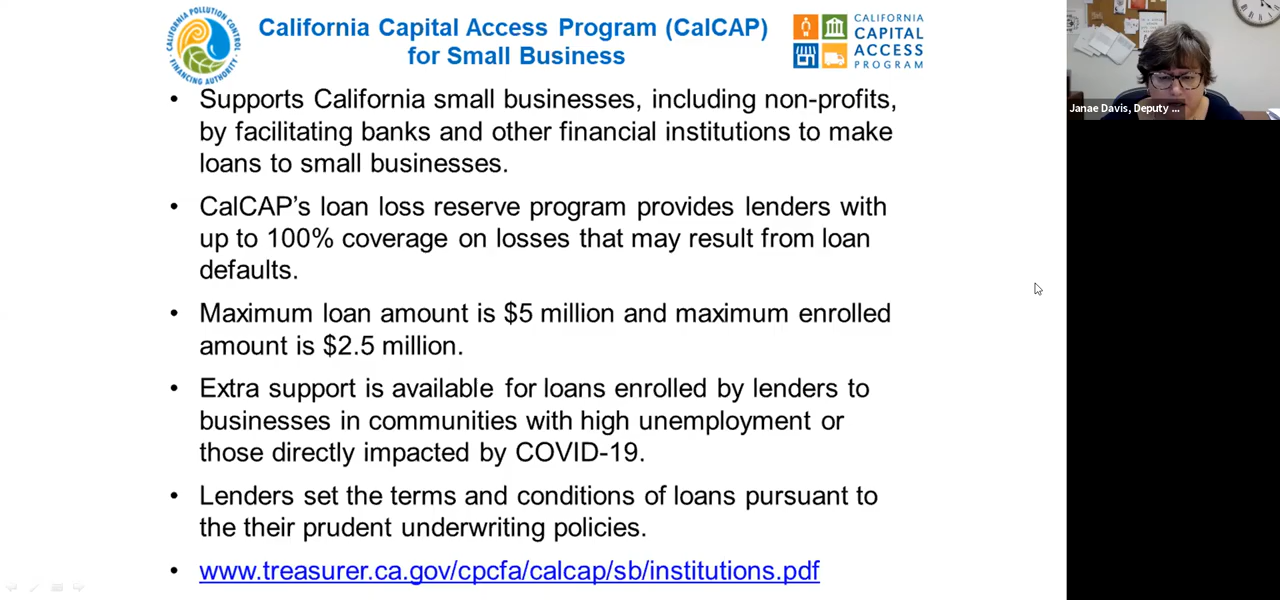 California Capital Access Program (CalCAP)
for Small Business
CALIFORNIA POLLUTION CONTROL
FINANCING AUTHORITY
CALIFORNIA
CAPITAL
ACCESS
PROGRAM
• Supports California small businesses, including non-profits,
by facilitating banks and other financial institutions to make
loans to small businesses.
• CalCAP’s loan loss reserve program provides lenders with
up to 100% coverage on losses that may result from loan
defaults.
• Maximum loan amount is $5 million and maximum enrolled
amount is $2.5 million.
• Extra support is available for loans enrolled by lenders to
businesses in communities with high unemployment or
those directly impacted by COVID-19.
• Lenders set the terms and conditions of loans pursuant to
the their prudent underwriting policies.
• www.treasurer.ca.gov/cpcfa/calcap/sb/institutions.pdf
Janae Davis, Deputy ...